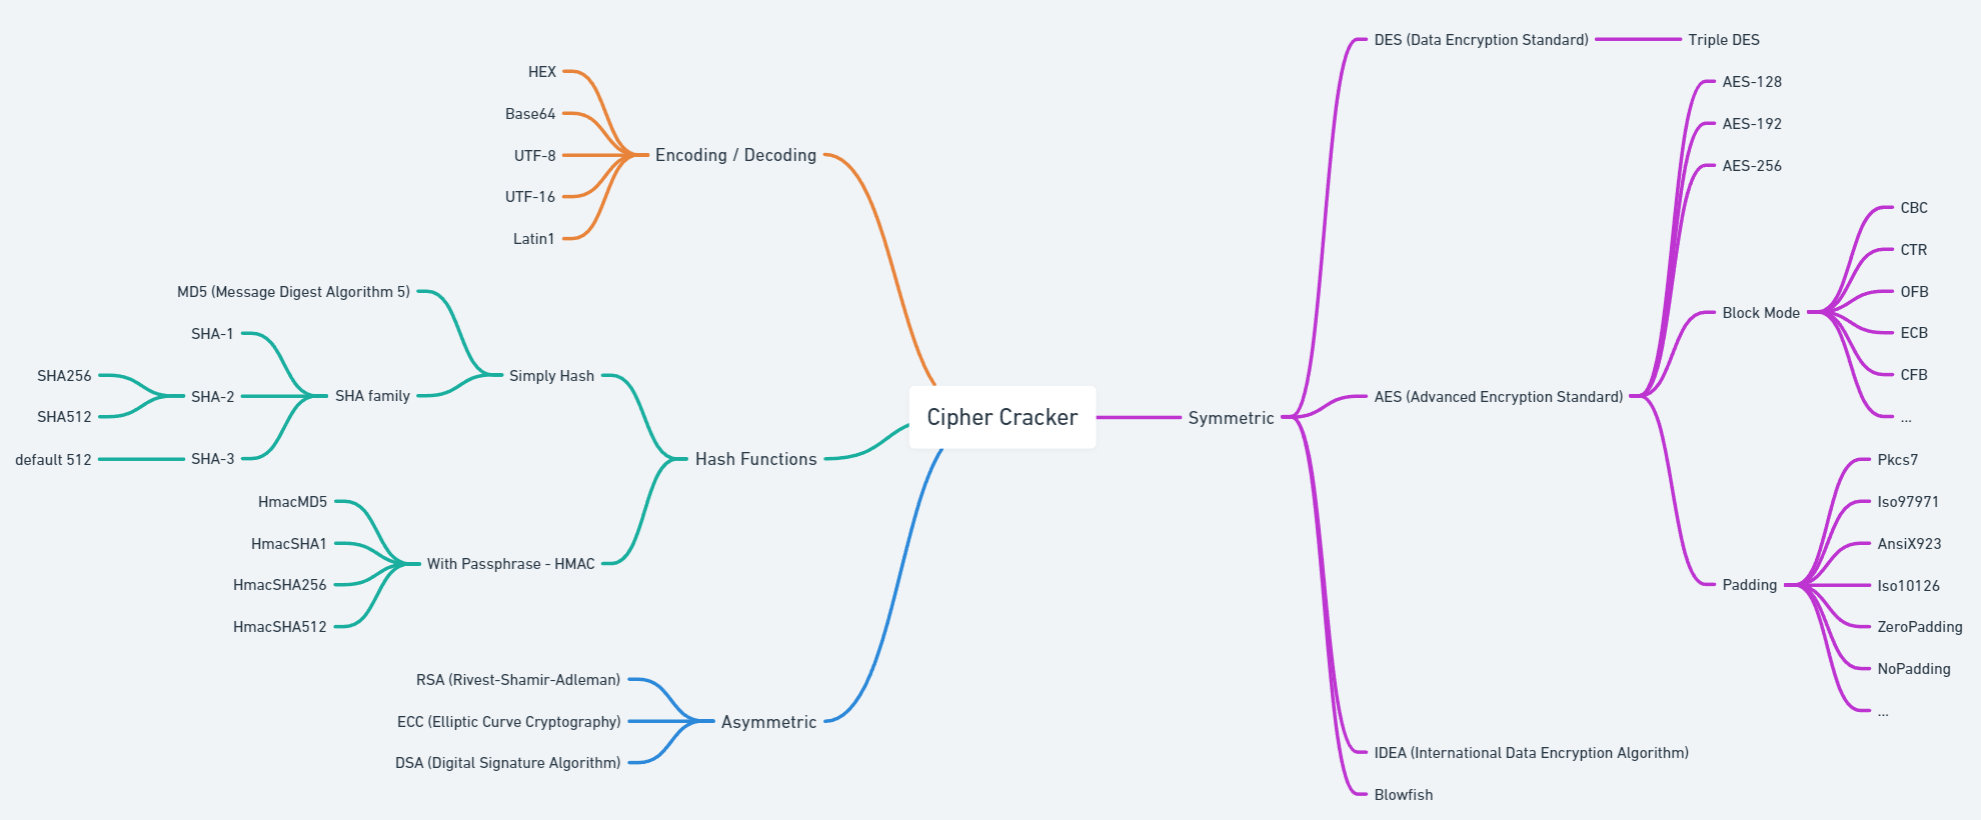 Cipher Cracker
Encoding / Decoding
HEX
Base64
UTF-8
UTF-16
Latin1
Hash Functions
Simply Hash
MD5 (Message Digest Algorithm 5)
SHA family
SHA-1
SHA-2
SHA256
SHA512
SHA-3
default 512
With Passphrase - HMAC
HmacMD5
HmacSHA1
HmacSHA256
HmacSHA512
Asymmetric
RSA (Rivest-Shamir-Adleman)
ECC (Elliptic Curve Cryptography)
DSA (Digital Signature Algorithm)
Symmetric
DES (Data Encryption Standard)
Triple DES
AES (Advanced Encryption Standard)
AES-128
AES-192
AES-256
Block Mode
CBC
CTR
OFB
ECB
CFB
...
Padding
Pkcs7
Iso97971
AnsiX923
Iso10126
ZeroPadding
NoPadding
...
IDEA (International Data Encryption Algorithm)
Blowfish